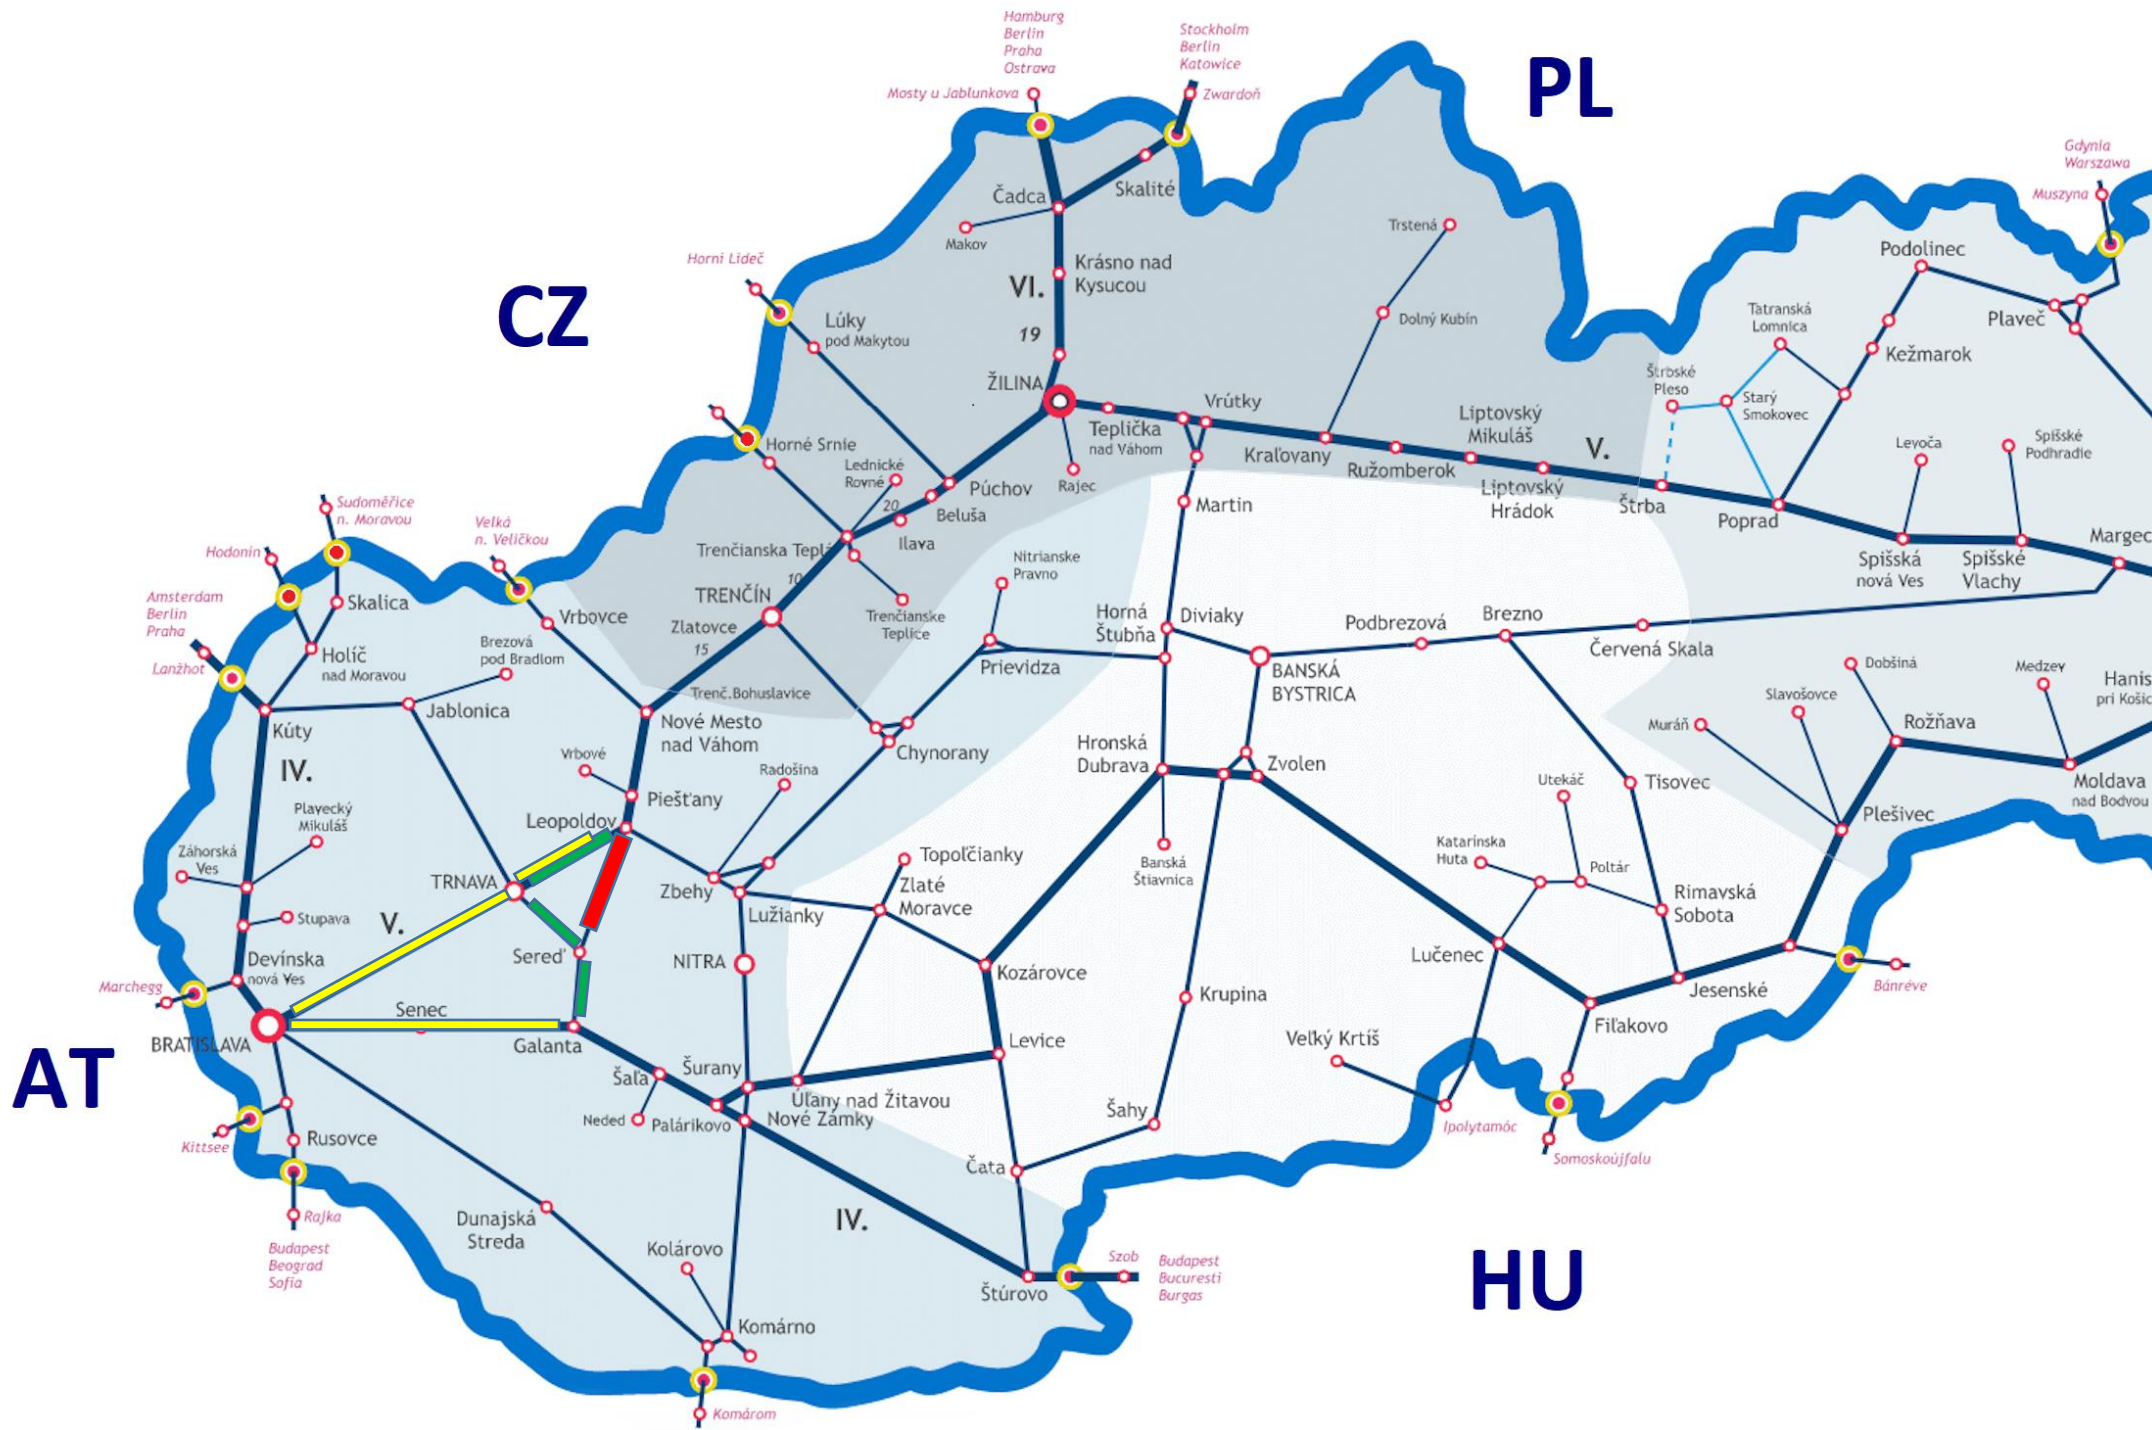 Hamburg
Berlin
Praha
Ostrava
Stockholm
Berlin
Katowice
PL
Mosty u Jablunkova
Zwardoň
Gdynia
Warszawa
Muszyna
Čadca
Skalité
Makov
Trstená
Podolinec
Horni Lideč
Krásno nad
Kysucou
VI.
CZ
Lúky
pod Makytou
19
Dolný Kubín
Tatranská
Lomnica
Plaveč
Kežmarok
ŽILINA
Štrbské
Pleso
Starý
Smokovec
Vrútky
Teplička
nad Váhom
Liptovský
Mikuláš
V.
Levoča
Spišské
Podhradie
Horné Srnie
Lednické
Rovné
Kraľovany
Ružomberok
Púchov
Rajec
Liptovský
Hrádok
Štrba
Poprad
20
Beluša
Martin
Sudoměřice
n. Moravou
Velká
n. Veličkou
Ilava
Margec
Hodonin
Trenčianska Teplá
Nitrianske
Pravno
Spišská
nová Ves
Spišské
Vlachy
10
TRENČÍN
Amsterdam
Berlin
Praha
Skalica
Vrbovce
Zlatovce
15
Trenčianske
Teplice
Horná
Štubňa
Diviaky
Podbrezová
Brezno
Červená Skala
Lanžhot
Holíč
nad Moravou
Brezová
pod Bradlom
Prievidza
BANSKÁ
BYSTRICA
Dobšiná
Medzev
Hanis
pri Košic
Trenč.Bohuslavice
Slavošovce
Jablonica
Kúty
Nové Mesto
nad Váhom
Muráň
Rožňava
Chynorany
Hronská
Dubrava
Zvolen
Vrbové
Radošina
IV.
Utekáč
Tisovec
Moldava
nad Bodvou
Plavecký
Mikuláš
Piešťany
Leopoldov
Plešivec
Záhorská
Ves
Topoľčianky
Banská
Štiavnica
Katarínska
Huta
Poltár
TRNAVA
Zbehy
Zlaté
Moravce
Rimavská
Sobota
Stupava
V.
Lužianky
Devínska
nová Ves
Sereď
NITRA
Kozárovce
Lučenec
Marchegg
Krupina
Jesenské
Bánréve
Senec
BRATISLAVA
Galanta
Levice
Veľký Krtíš
Fiľakovo
AT
Šaľa
Šurany
Úľany nad Žitavou
Neded
Palárikovo
Nové Zámky
Šahy
Ipolytamóc
Kittsee
Rusovce
Somoskoújfalu
Čata
Rajka
Dunajská
Streda
IV.
Budapest
Beograd
Sofia
Kolárovo
Szob
Budapest
Bucuresti
Burgas
HU
Štúrovo
Komárno
Komárom